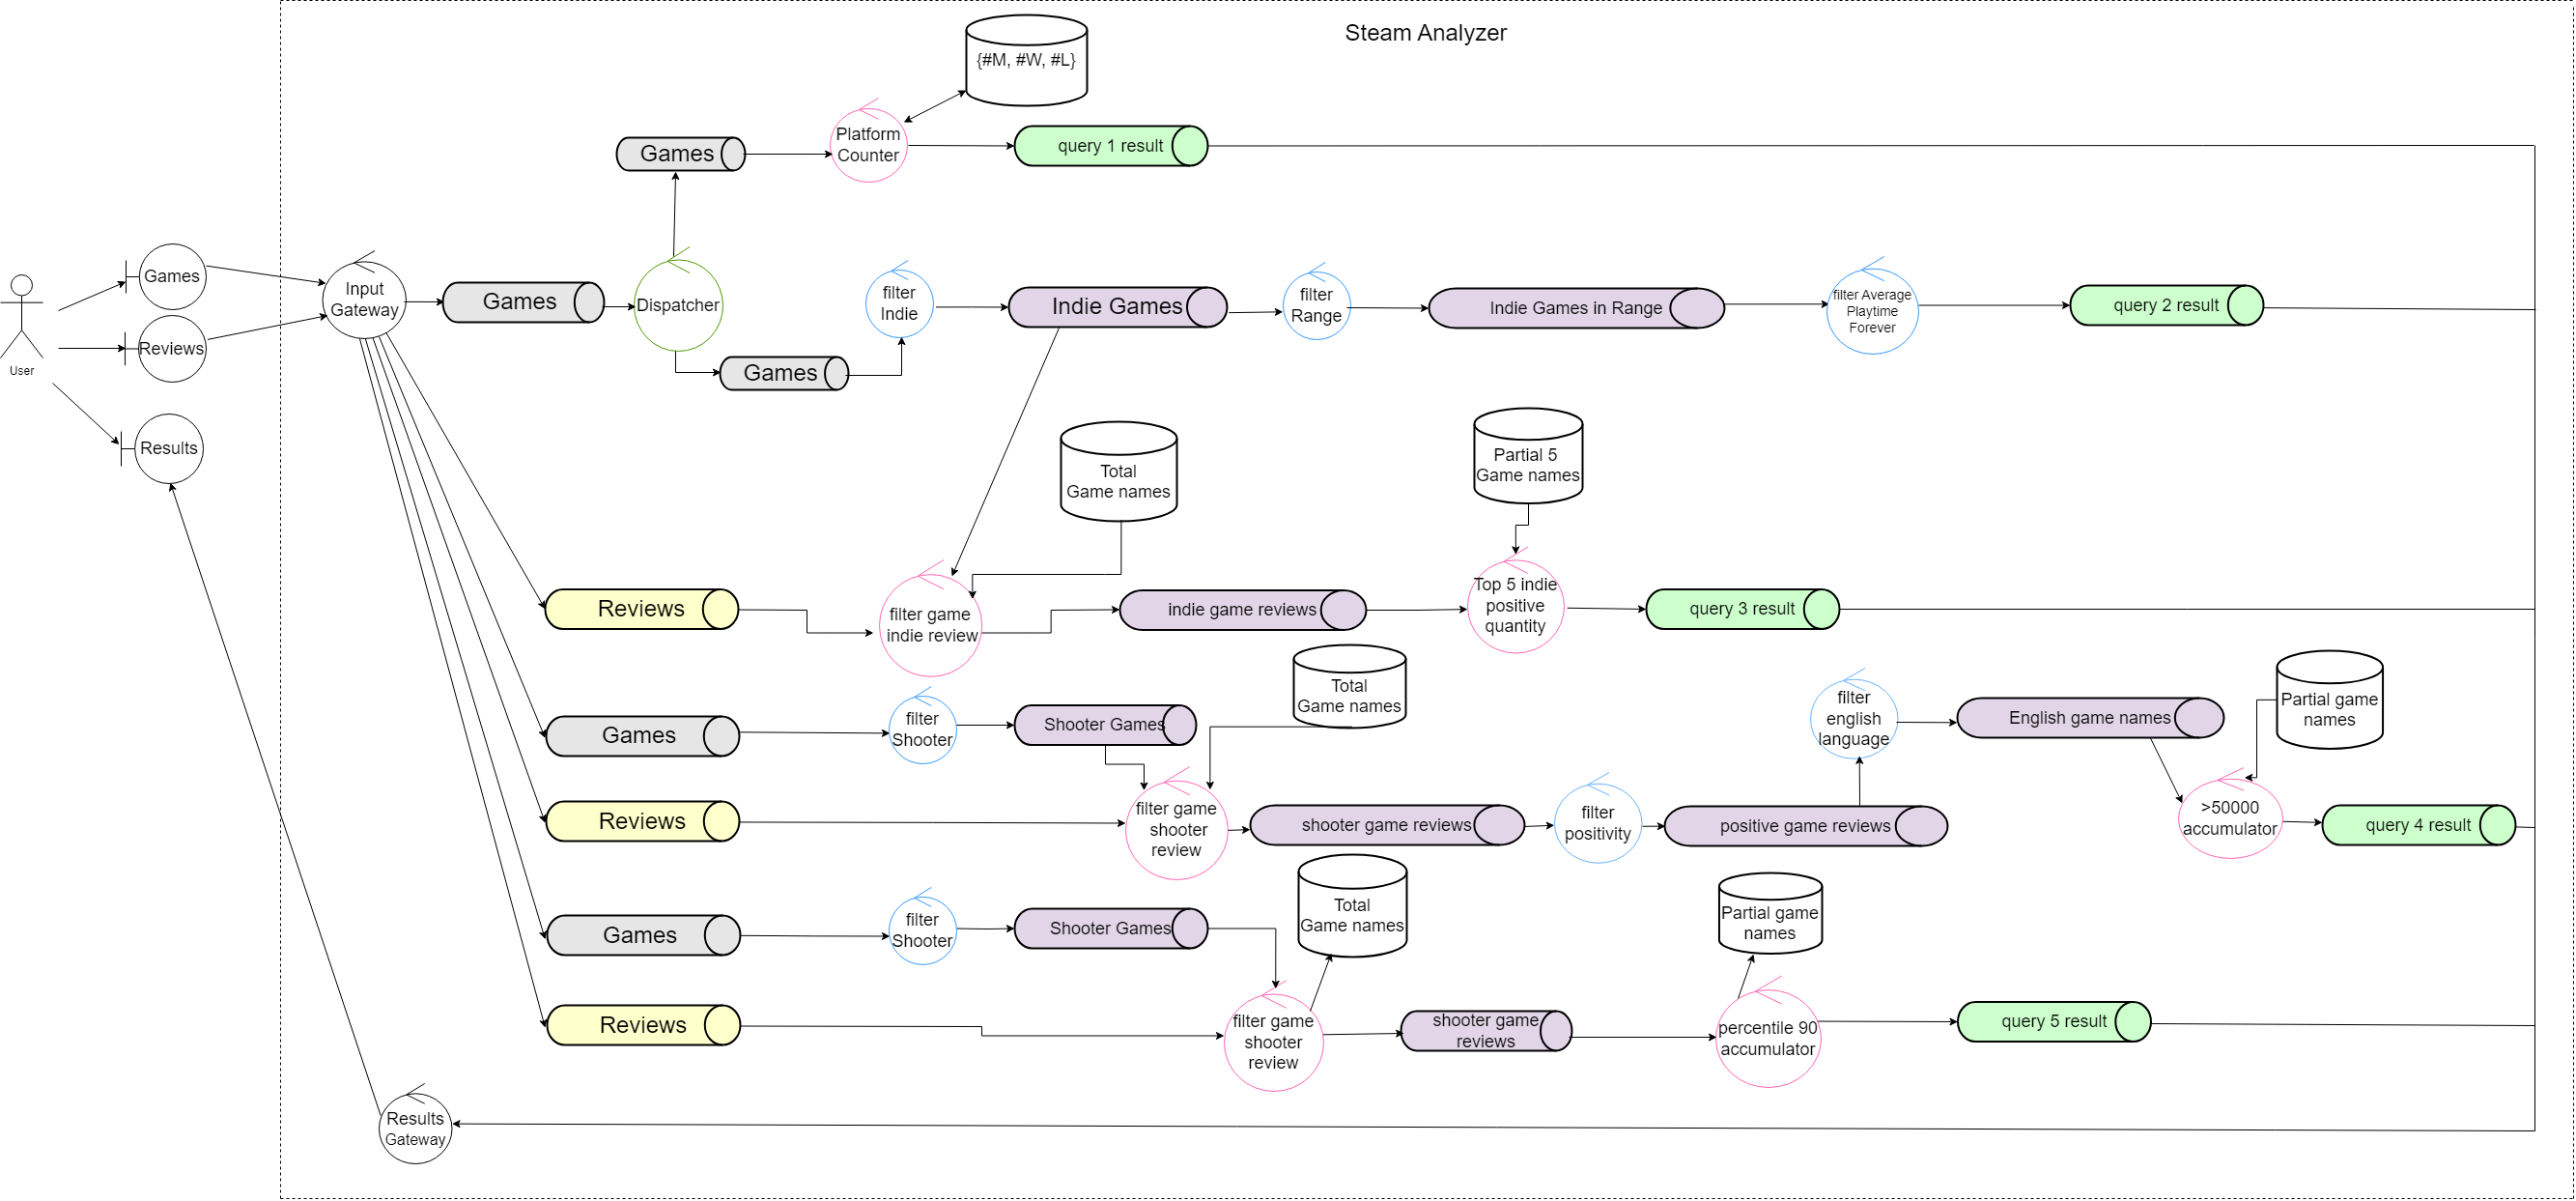 Steam Analyzer
{#M, #W, #L}
Games
Platform
Counter
query 1 result
User
Games
Reviews
Results
Input
Gateway
Games
Dispatcher
Games
filter
Indie
Indie Games
filter
Range
Indie Games in Range
filter Average
Playtime
Forever
query 2 result
Total
Game names
Partial 5
Game names
Reviews
filter game
indie review
indie game reviews
Top 5 indie
positive
quantity
query 3 result
Games
filter
Shooter
Shooter Games
Total
Game names
Reviews
filter game
shooter
review
shooter game reviews
filter
positivity
positive game reviews
filter
english
language
English game names
Partial game
names
>50000
accumulator
query 4 result
Games
filter
Shooter
Shooter Games
Total
Game names
Reviews
filter game
shooter
review
shooter game
reviews
Partial game
names
percentile 90
accumulator
query 5 result
Results
Gateway